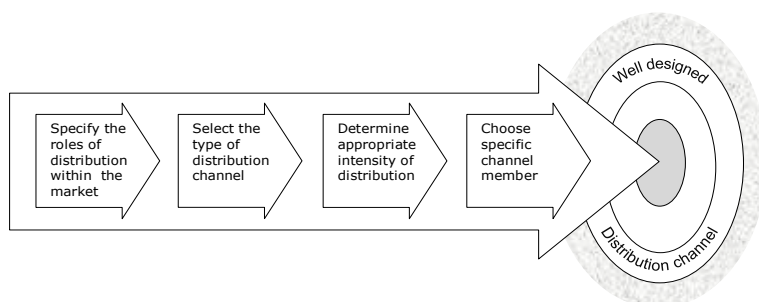 Specify the
roles of
distribution
within the
market
Select the
type of
distribution
channel
Determine
appropriate
intensity of
distribution
Choose
specific
channel
member
Well designed
Distribution channel